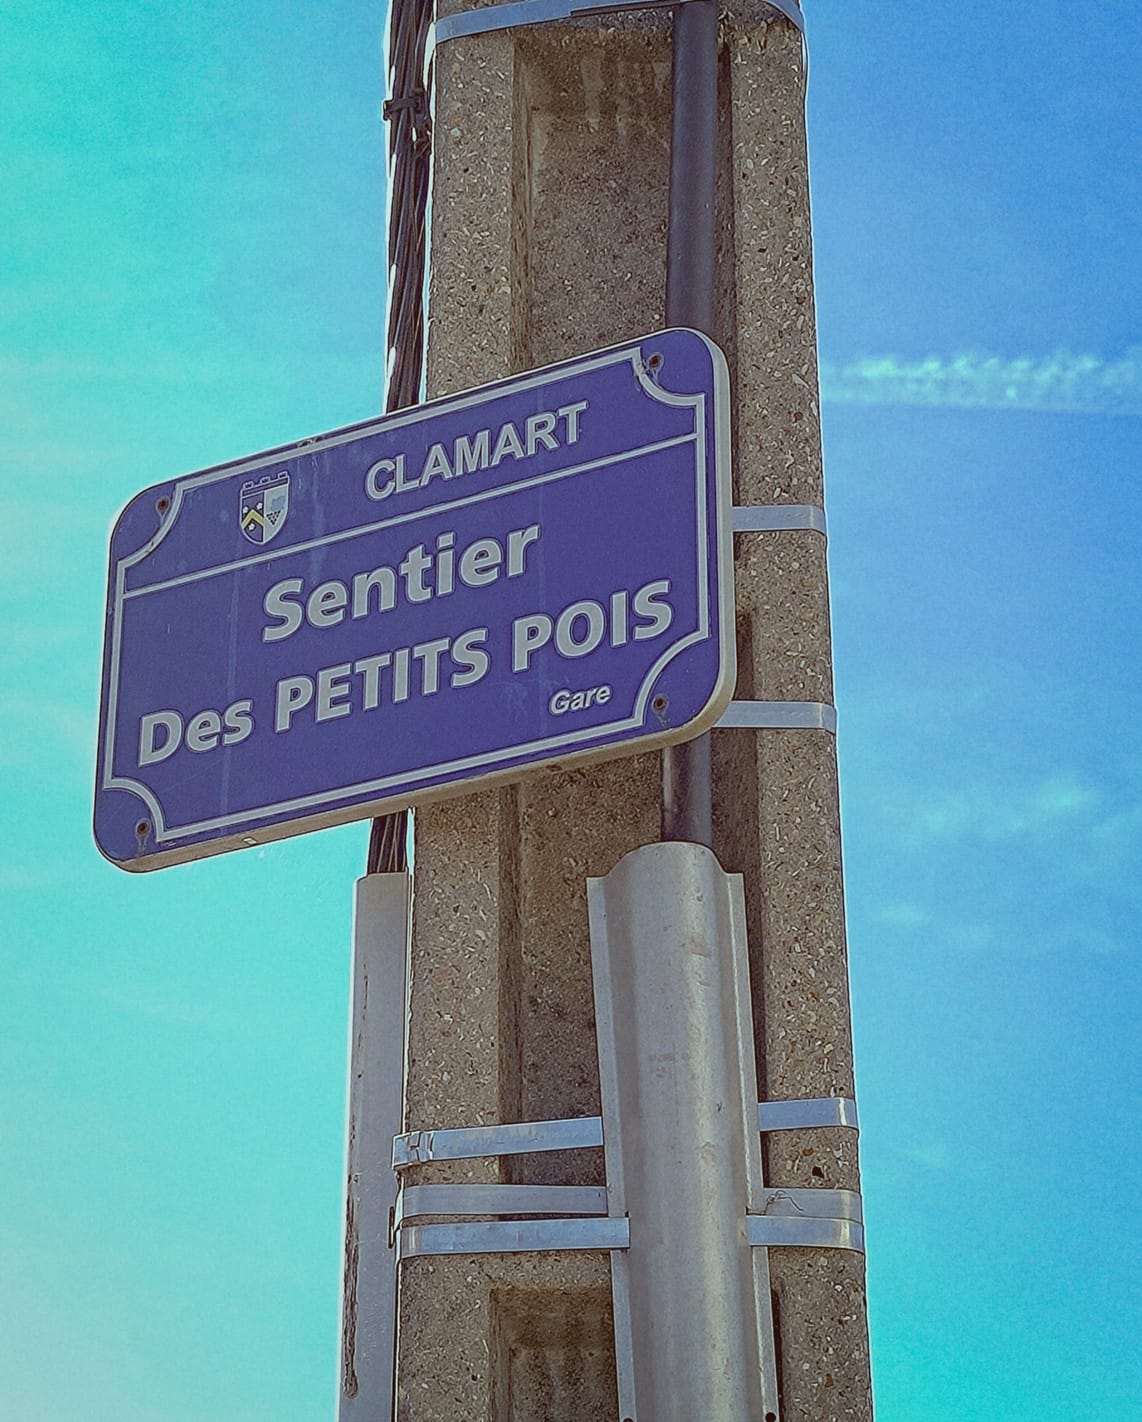 CLAMART
Sentier
Des PETITS POIS
Gare